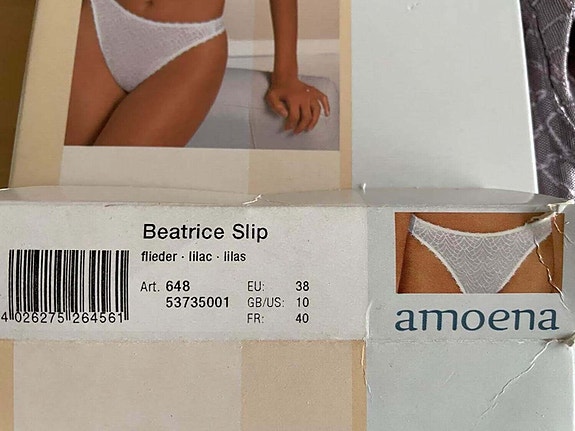 Beatrice Slip
flieder · lilac · lilas
Art. 648 EU: 38
53735001 GB/US: 10
FR: 40
4 026275 264561
amoena